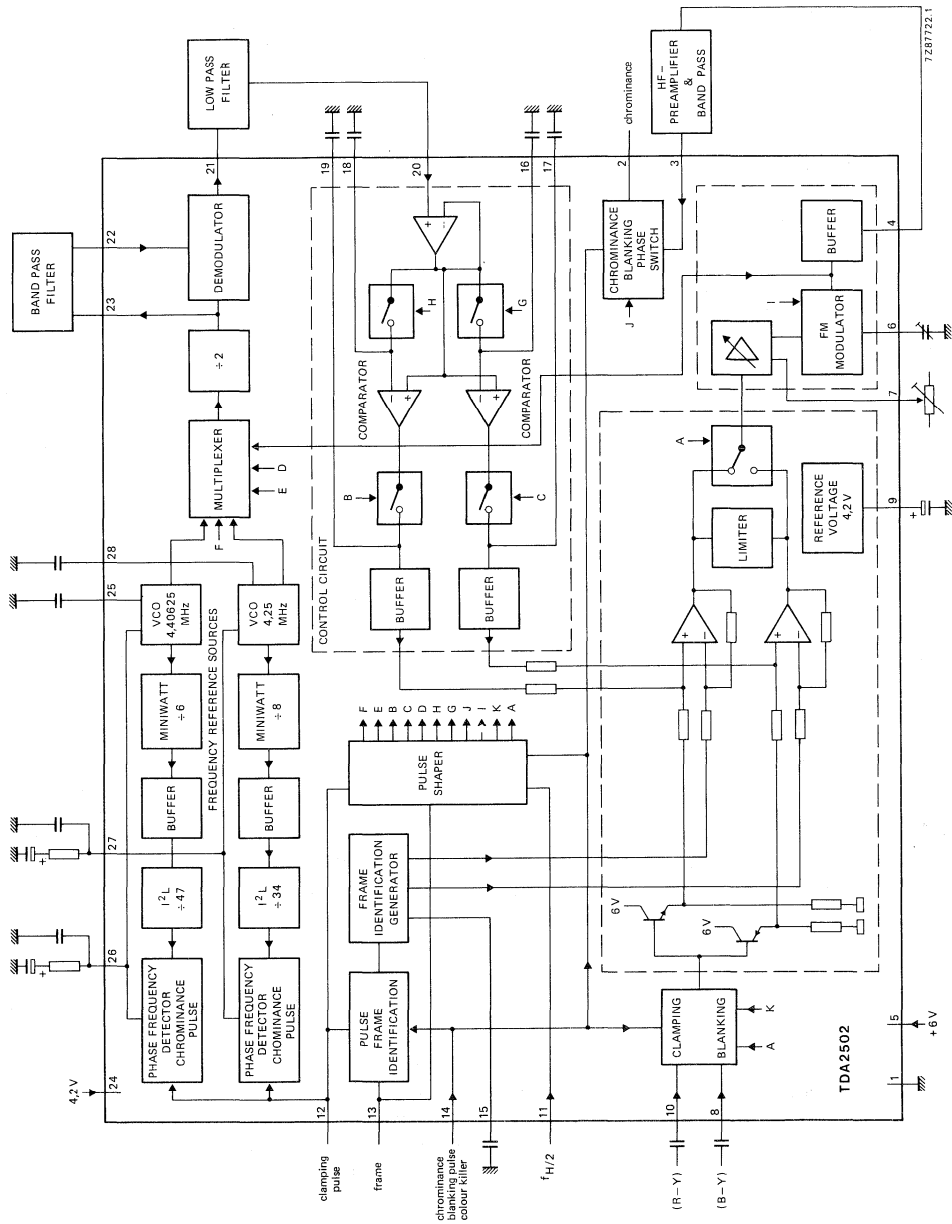 BAND PASS
FILTER
LOW PASS
FILTER
23
22
21
DEMODULATOR
÷ 2
MULTIPLEXER
F
E
D
28
25
VCO
4,40625
MHz
VCO
4,25
MHz
MINIWATT
÷ 6
MINIWATT
÷ 8
BUFFER
BUFFER
FREQUENCY REFERENCE SOURCES
I²L
÷ 47
I²L
÷ 34
27
+
26
+
PHASE FREQUENCY
DETECTOR
CHROMINANCE
PULSE
PHASE FREQUENCY
DETECTOR
CHOMINANCE
PULSE
4,2 V
24
19
18
20
16
17
H
G
+
−
COMPARATOR
−
+
COMPARATOR
−
+
B
C
BUFFER
BUFFER
CONTROL CIRCUIT
PULSE
SHAPER
F
E
B
C
D
H
G
J
I
K
A
FRAME
IDENTIFICATION
GENERATOR
PULSE
FRAME
IDENTIFICATION
12
clamping
pulse
13
frame
14
chrominance
blanking pulse
colour killer
15
11
fH/2
2
chrominance
CHROMINANCE
BLANKING
PHASE
SWITCH
J
3
HF-
PREAMPLIFIER
&
BAND PASS
BUFFER
4
FM
MODULATOR
I
6
7
A
LIMITER
REFERENCE
VOLTAGE
4,2 V
9
+
+
−
+
−
6 V
6 V
CLAMPING
BLANKING
K
A
10
(R−Y)
8
(B−Y)
TDA2502
1
5
+6 V
7Z87722.1